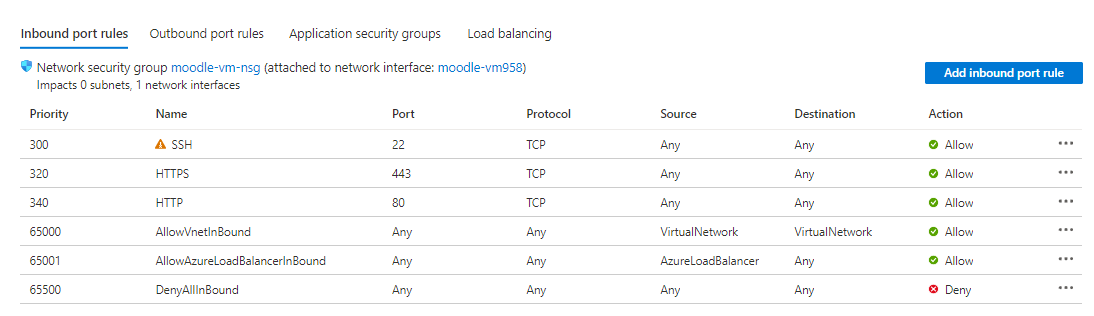 Inbound port rules Outbound port rules Application security groups Load balancing
Network security group moodle-vm-nsg (attached to network interface: moodle-vm958)
Impacts 0 subnets, 1 network interfaces
Add inbound port rule
Priority Name Port Protocol Source Destination Action
300 SSH 22 TCP Any Any Allow
320 HTTPS 443 TCP Any Any Allow
340 HTTP 80 TCP Any Any Allow
65000 AllowVnetInBound Any Any VirtualNetwork VirtualNetwork Allow
65001 AllowAzureLoadBalancerInBound Any Any AzureLoadBalancer Any Allow
65500 DenyAllInBound Any Any Any Any Deny